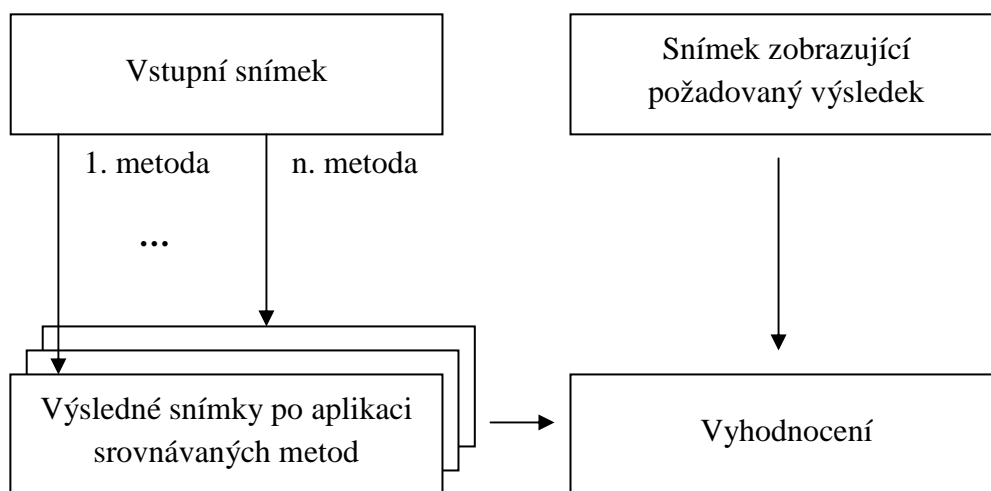 Vstupní snímek
Snímek zobrazující
požadovaný výsledek
1. metoda
n. metoda
...
Výsledné snímky po aplikaci
srovnávaných metod
Vyhodnocení